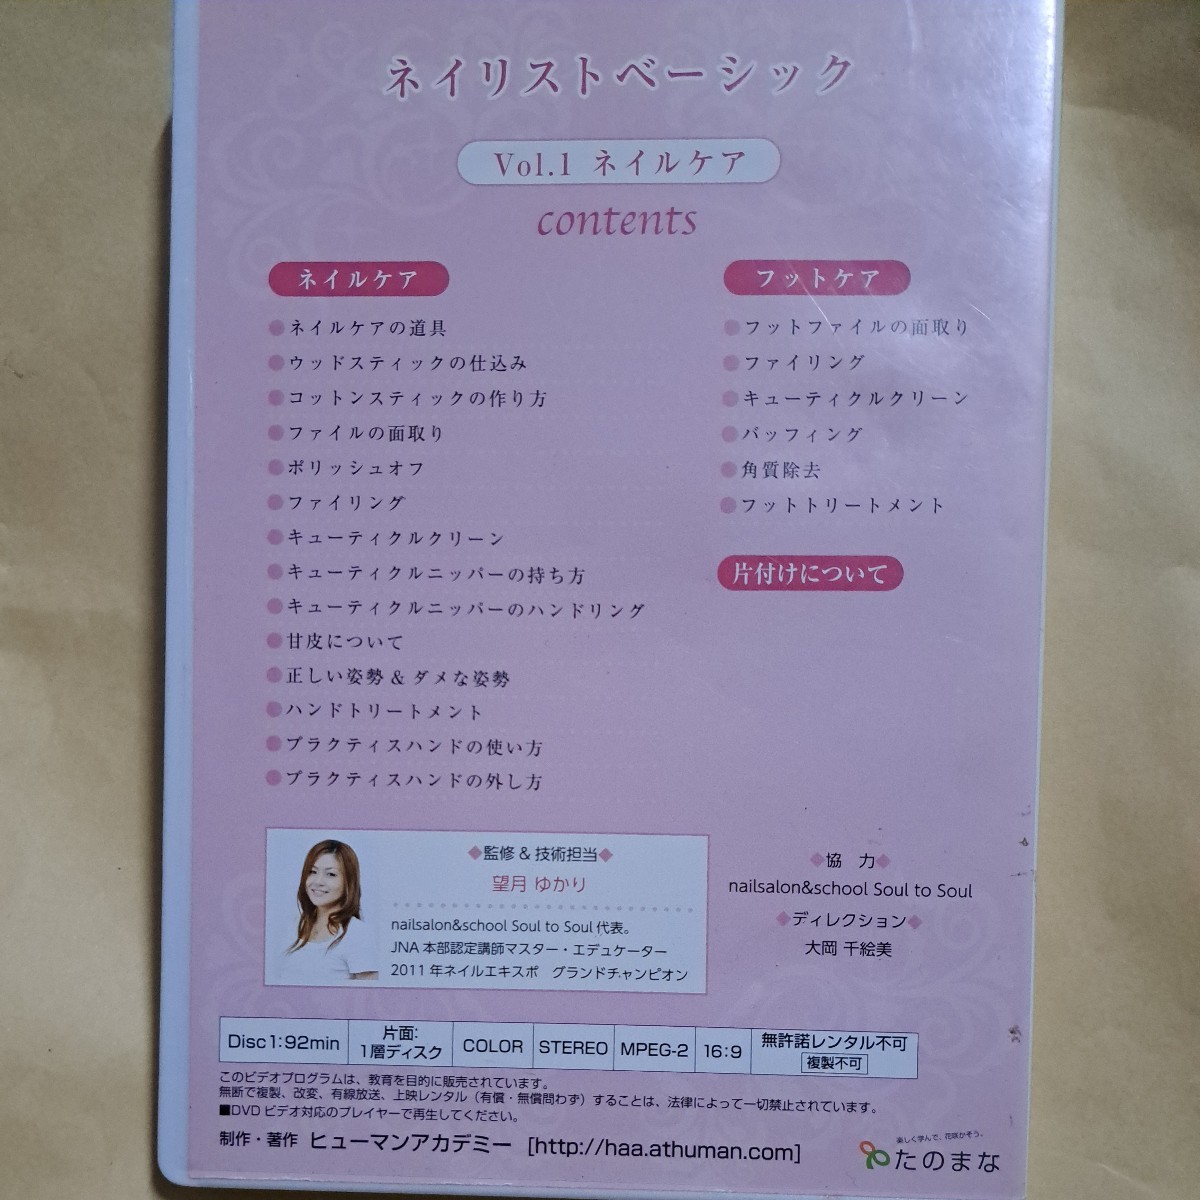 ネイリストベーシック
Vol.1 ネイルケア
contents
ネイルケア
ネイルケアの道具
ウッドスティックの仕込み
コットンスティックの作り方
ファイルの面取り
ポリッシュオフ
ファイリング
キューティクルクリーン
キューティクルニッパーの持ち方
キューティクルニッパーのハンドリング
甘皮について
正しい姿勢 & ダメな姿勢
ハンドトリートメント
プラクティスハンドの使い方
プラクティスハンドの外し方
フットケア
フットファイルの面取り
ファイリング
キューティクルクリーン
バッフィング
角質除去
フットトリートメント
片付けについて
◆監修 & 技術担当◆
望月 ゆかり
nailsalon&school Soul to Soul 代表。
JNA 本部認定講師マスター・エデュケーター
2011 年ネイルエキスポ グランドチャンピオン
◆協 力◆
nailsalon&school Soul to Soul
◆ディレクション◆
大岡 千絵美
Disc1:92min
片面:
1層ディスク
COLOR
STEREO
MPEG-2
16:9
無許諾レンタル不可
複製不可
このビデオプログラムは、教育を目的に販売されています。
無断で複製、改変、有線放送、上映レンタル（有償・無償問わず）することは、法律によって一切禁止されています。
■DVD ビデオ対応のプレイヤーで再生してください。
制作・著作 ヒューマンアカデミー [http://haa.athuman.com]
楽しく学んで、花咲かそう。
たのまな